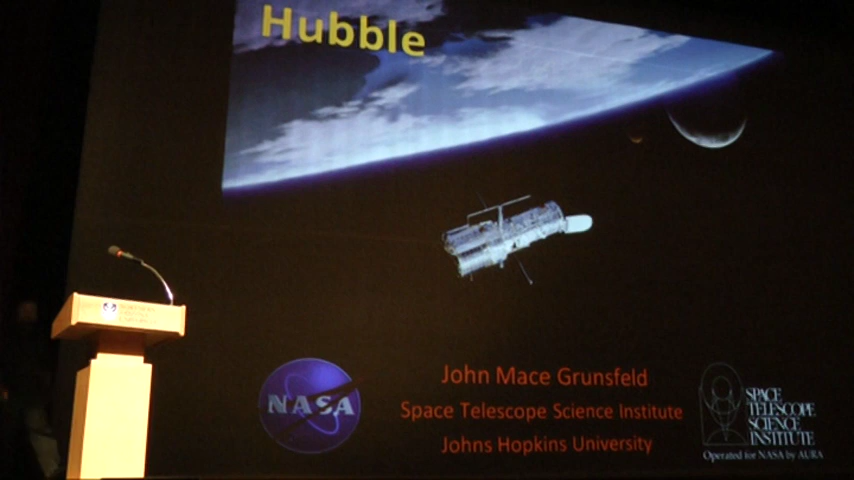 Hubble
NASA
John Mace Grunsfeld
Space Telescope Science Institute
Johns Hopkins University
SPACE
TELESCOPE
SCIENCE
INSTITUTE
Operated for NASA by AURA